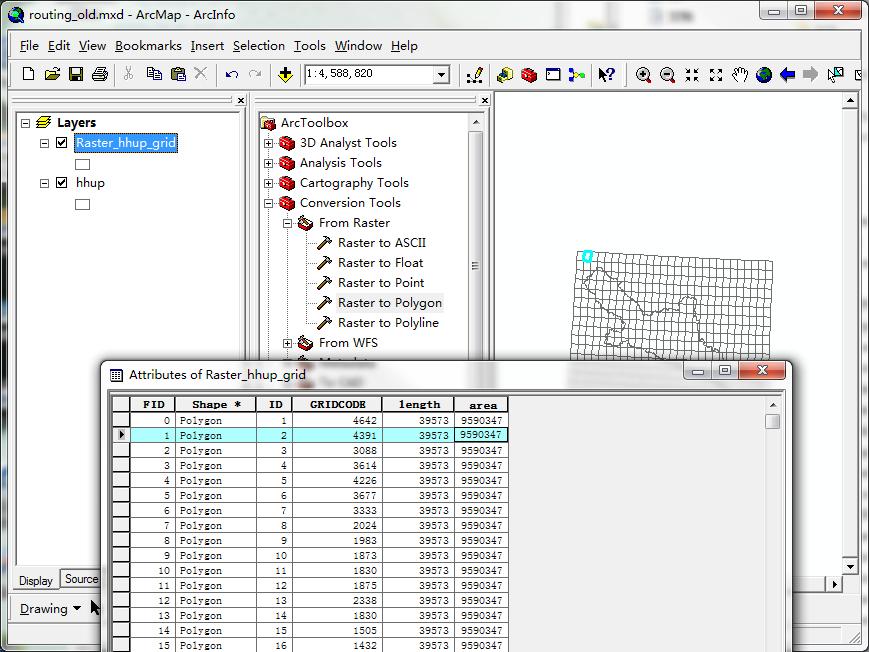 routing_old.mxd - ArcMap - ArcInfo
File Edit View Bookmarks Insert Selection Tools Window Help
1:4,588,820
Layers
Raster_hhup_grid
hhup
ArcToolbox
3D Analyst Tools
Analysis Tools
Cartography Tools
Conversion Tools
From Raster
Raster to ASCII
Raster to Float
Raster to Point
Raster to Polygon
Raster to Polyline
From WFS
Display Source
Drawing
Attributes of Raster_hhup_grid
FID Shape * ID GRIDCODE length area
0 Polygon 1 4642 39573 9590347
1 Polygon 2 4391 39573 9590347
2 Polygon 3 3088 39573 9590347
3 Polygon 4 3614 39573 9590347
4 Polygon 5 4226 39573 9590347
5 Polygon 6 3677 39573 9590347
6 Polygon 7 3333 39573 9590347
7 Polygon 8 2024 39573 9590347
8 Polygon 9 1983 39573 9590347
9 Polygon 10 1873 39573 9590347
10 Polygon 11 1830 39573 9590347
11 Polygon 12 1875 39573 9590347
12 Polygon 13 2338 39573 9590347
13 Polygon 14 1830 39573 9590347
14 Polygon 15 1505 39573 9590347
15 Polygon 16 1432 39573 9590347